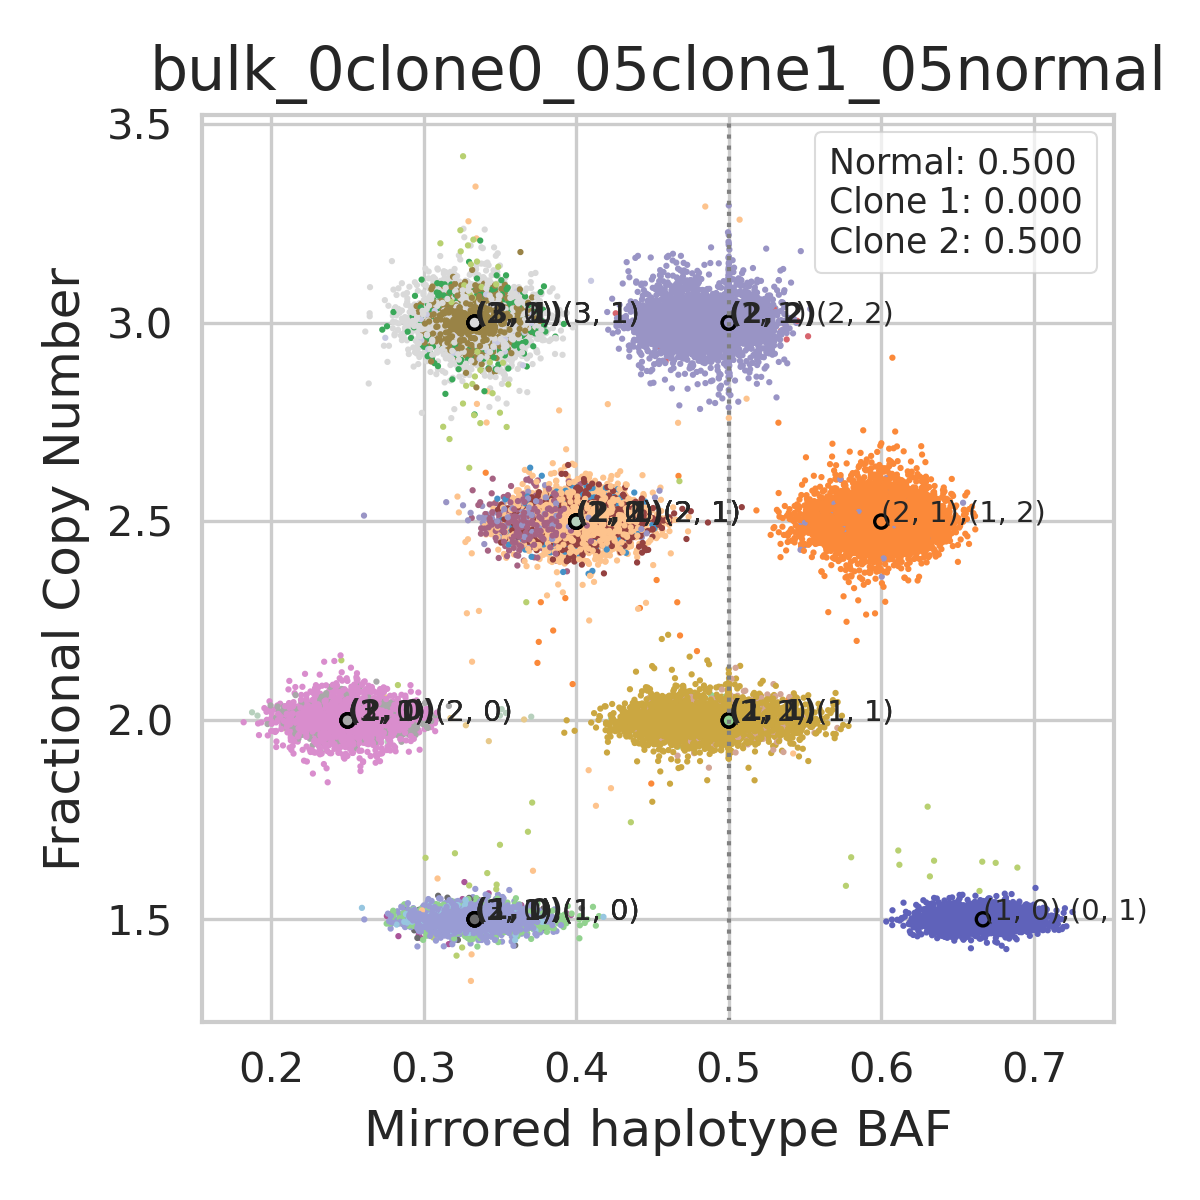 bulk_0clone0_05clone1_05normal
Normal: 0.500
Clone 1: 0.000
Clone 2: 0.500
3.5
3.0
2.5
2.0
1.5
Fractional Copy Number
(3, 1)
(2, 2)
(2, 1)
(2, 1),(1, 2)
(2, 0)
(1, 1)
(1, 0)
(1, 0),(0, 1)
0.2 0.3 0.4 0.5 0.6 0.7
Mirrored haplotype BAF